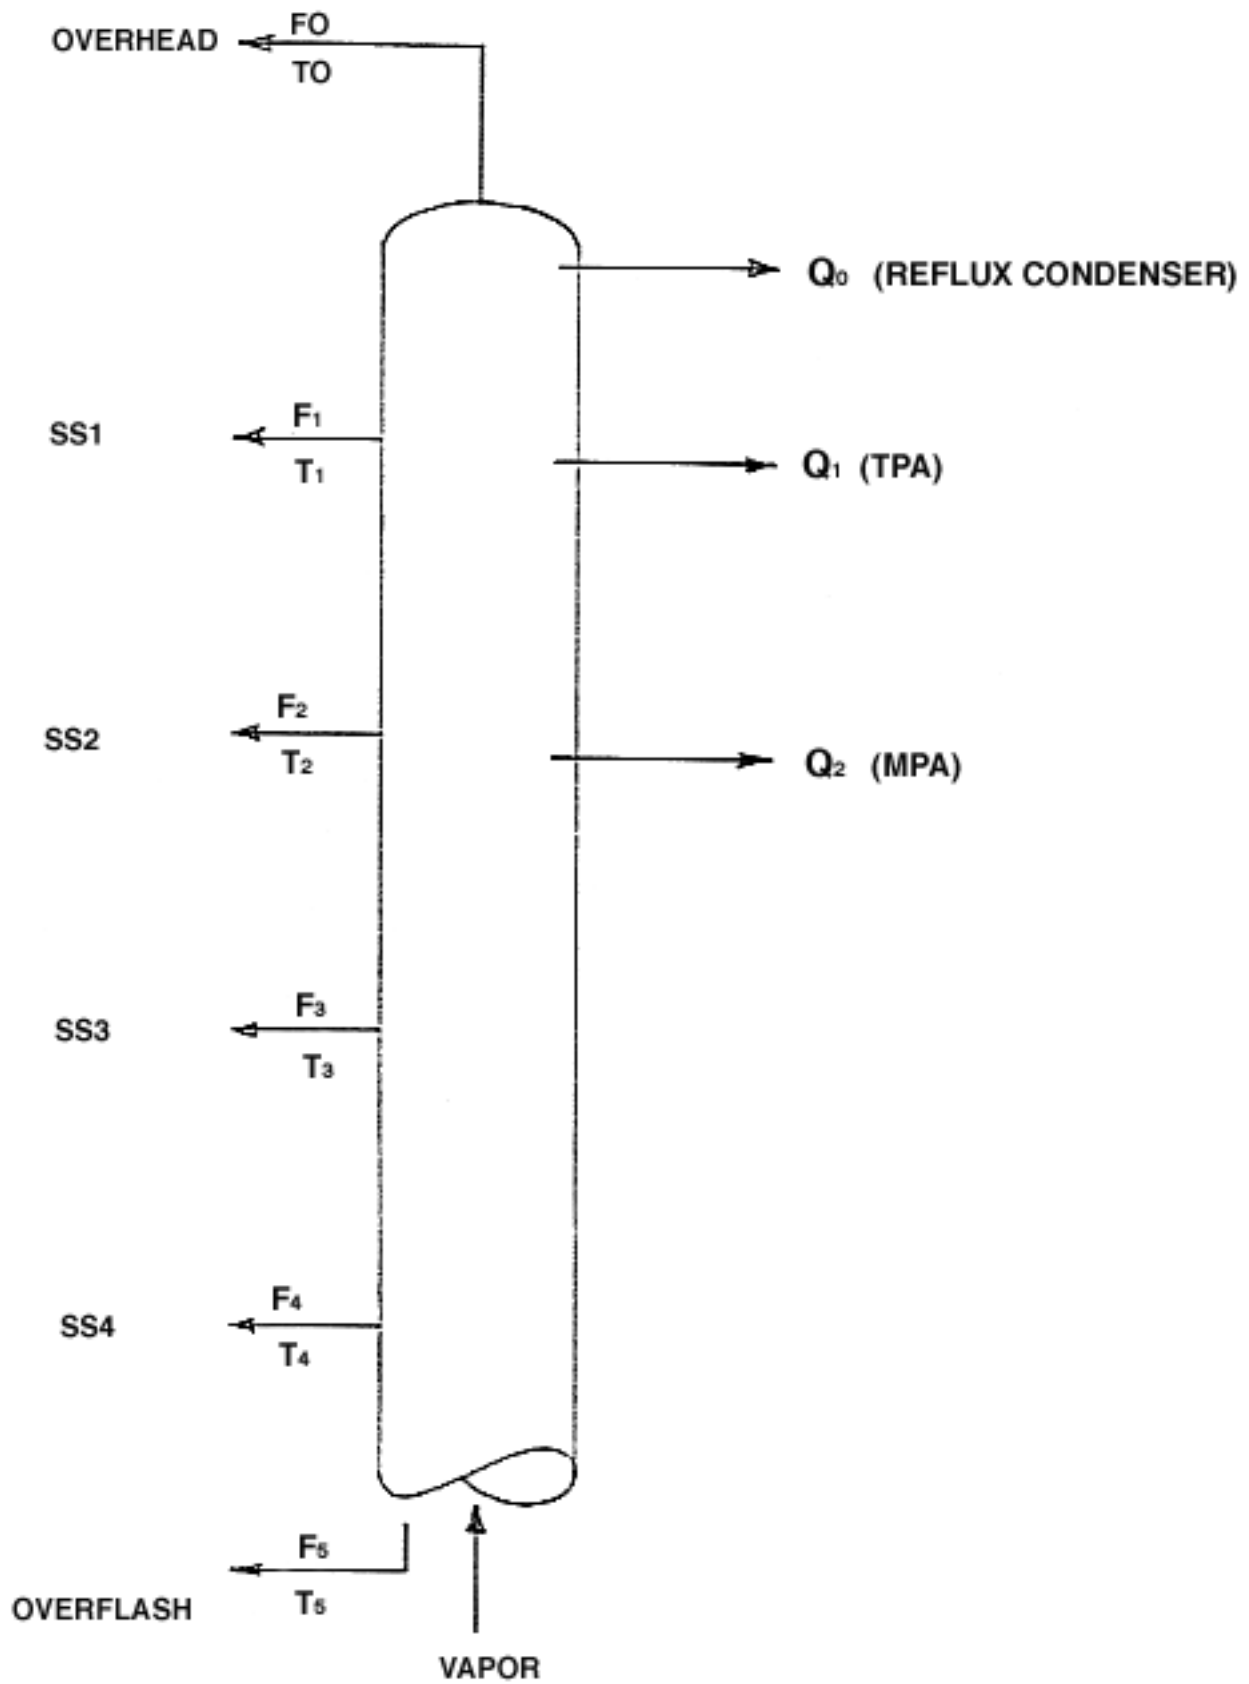 OVERHEAD
FO
TO
Q0 (REFLUX CONDENSER)
SS1
F1
T1
Q1 (TPA)
SS2
F2
T2
Q2 (MPA)
SS3
F3
T3
SS4
F4
T4
F5
T5
OVERFLASH
VAPOR